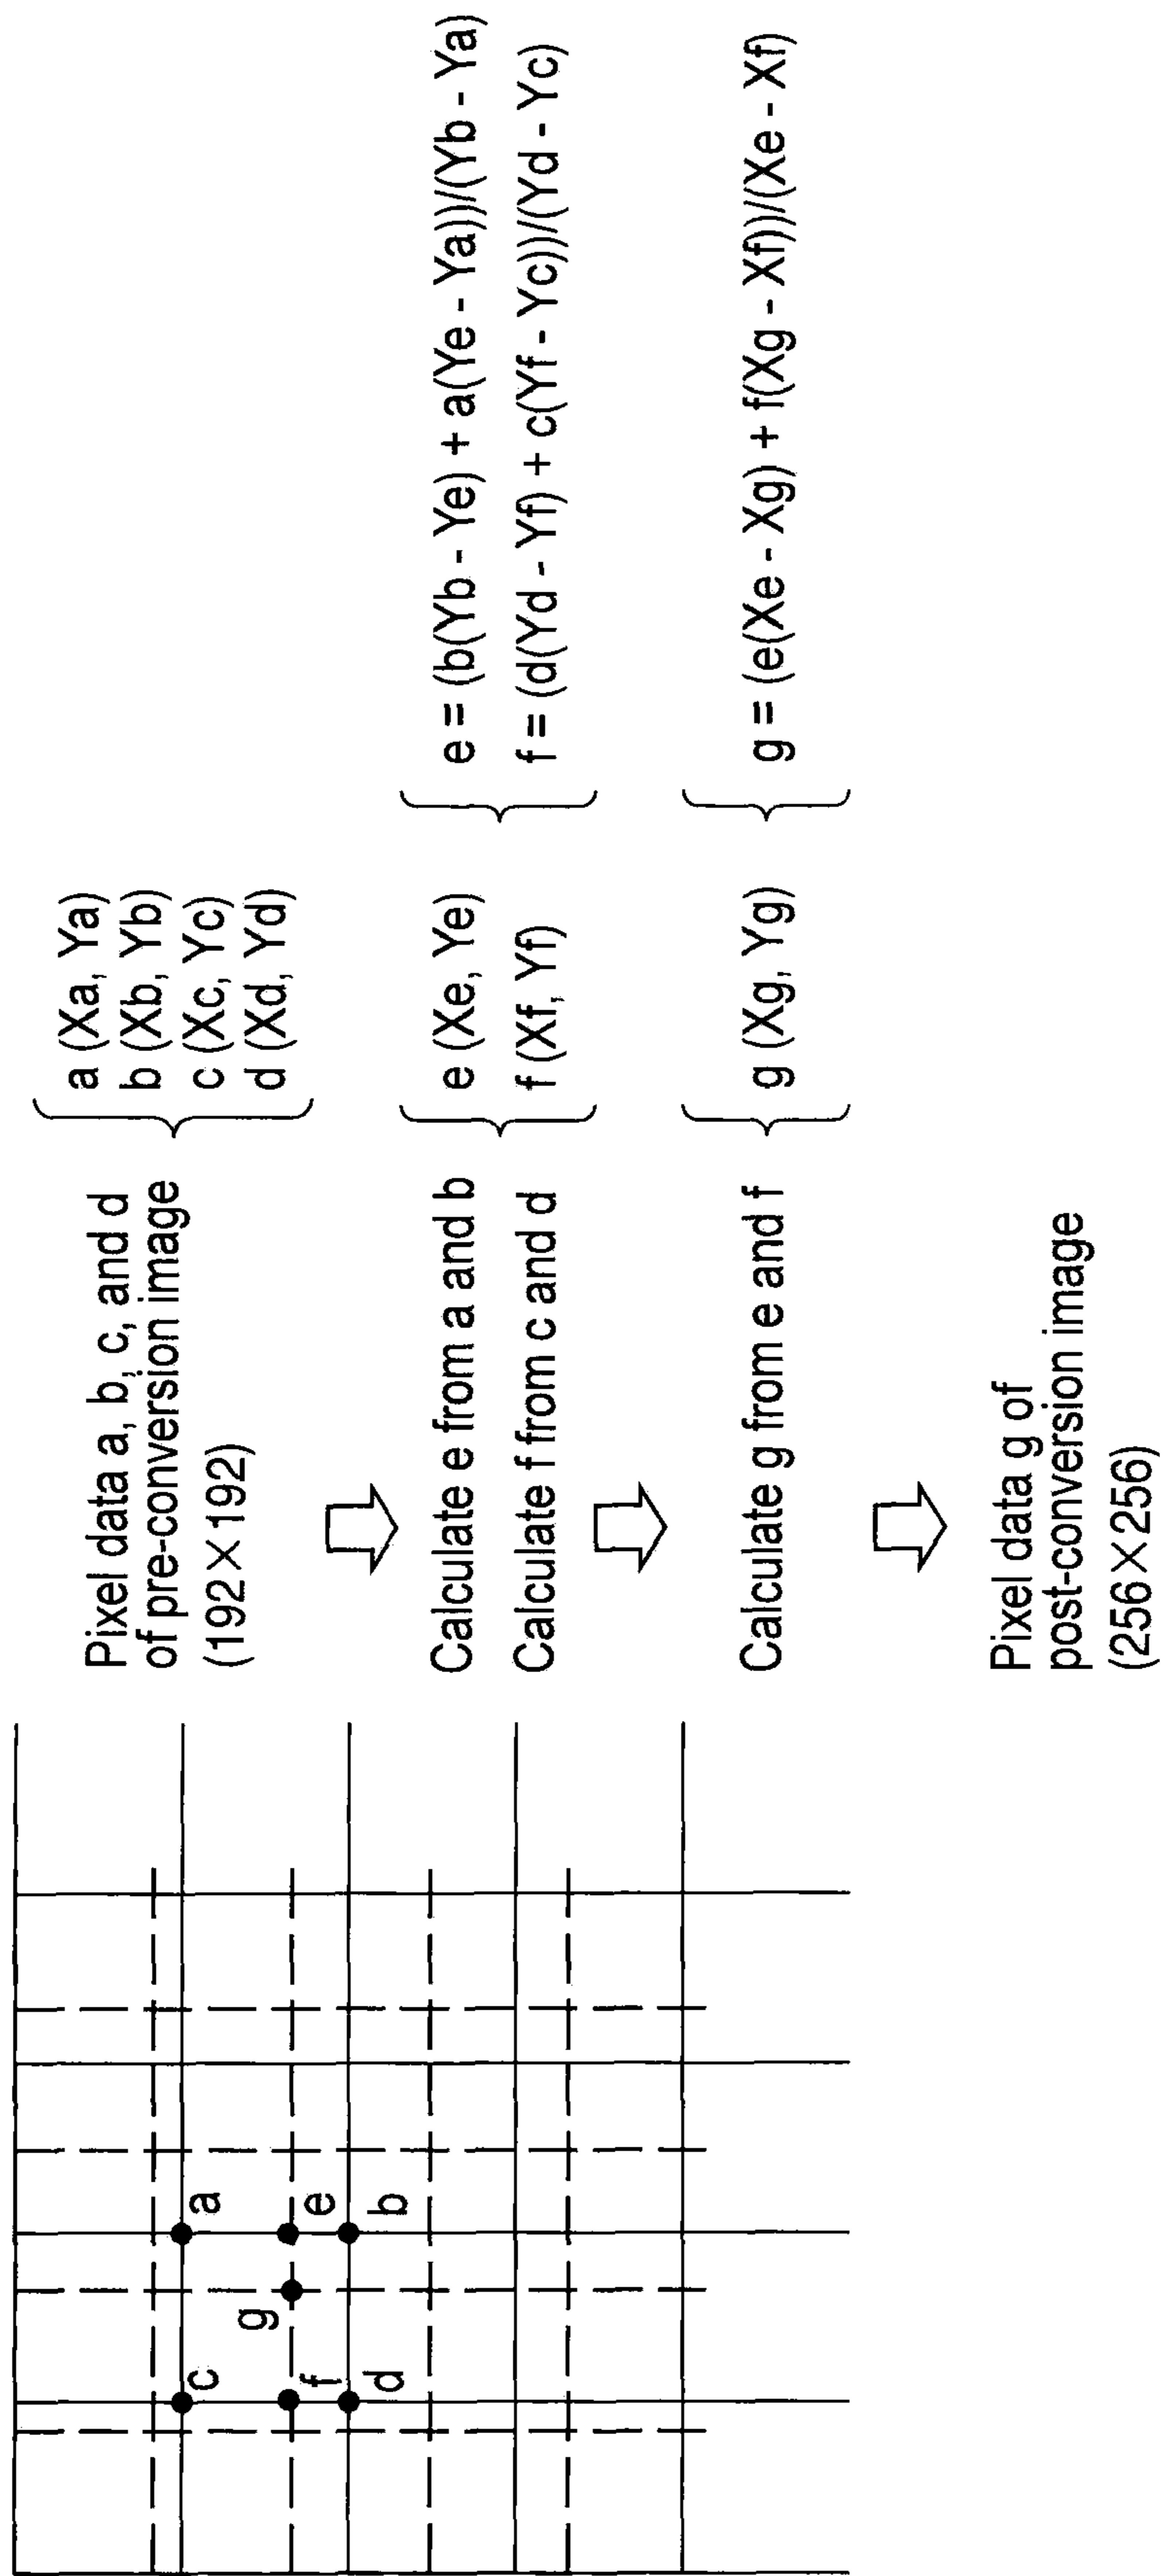 Pixel data a, b, c, and d
of pre-conversion image
(192×192)
a (Xa, Ya)
b (Xb, Yb)
c (Xc, Yc)
d (Xd, Yd)
Calculate e from a and b
Calculate f from c and d
e (Xe, Ye)
f (Xf, Yf)
e = (b(Yb - Ye) + a(Ye - Ya))/(Yb - Ya)
f = (d(Yd - Yf) + c(Yf - Yc))/(Yd - Yc)
Calculate g from e and f
g (Xg, Yg)
g = (e(Xe - Xg) + f(Xg - Xf))/(Xe - Xf)
Pixel data g of
post-conversion image
(256×256)
c
a
g
f
e
d
b